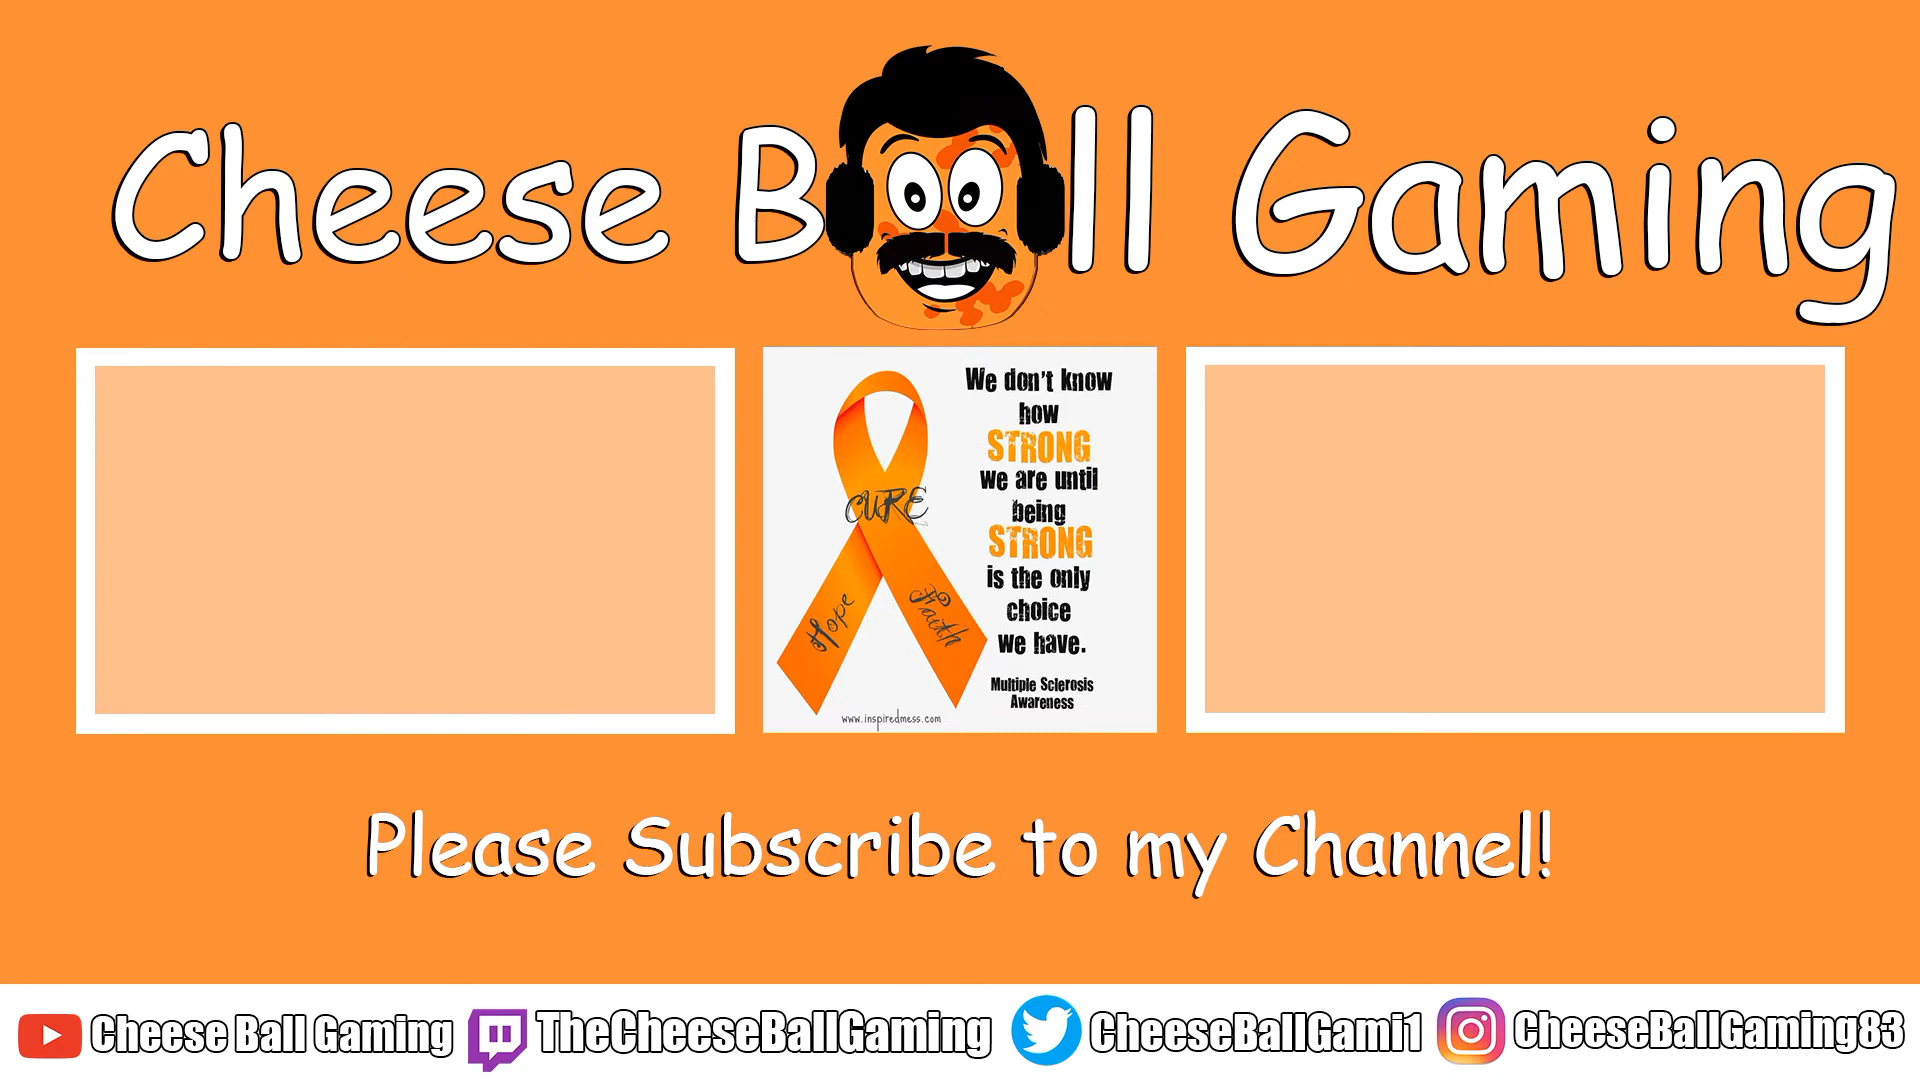 Cheese Ball Gaming
We don't know
how
STRONG
we are until
being
STRONG
is the only
choice
we have.
Multiple Sclerosis
Awareness
CURE
Hope
Faith
www.inspiredmess.com
Please Subscribe to my Channel!
Cheese Ball Gaming TheCheeseBallGaming CheeseBallGami1 CheeseBallGaming83